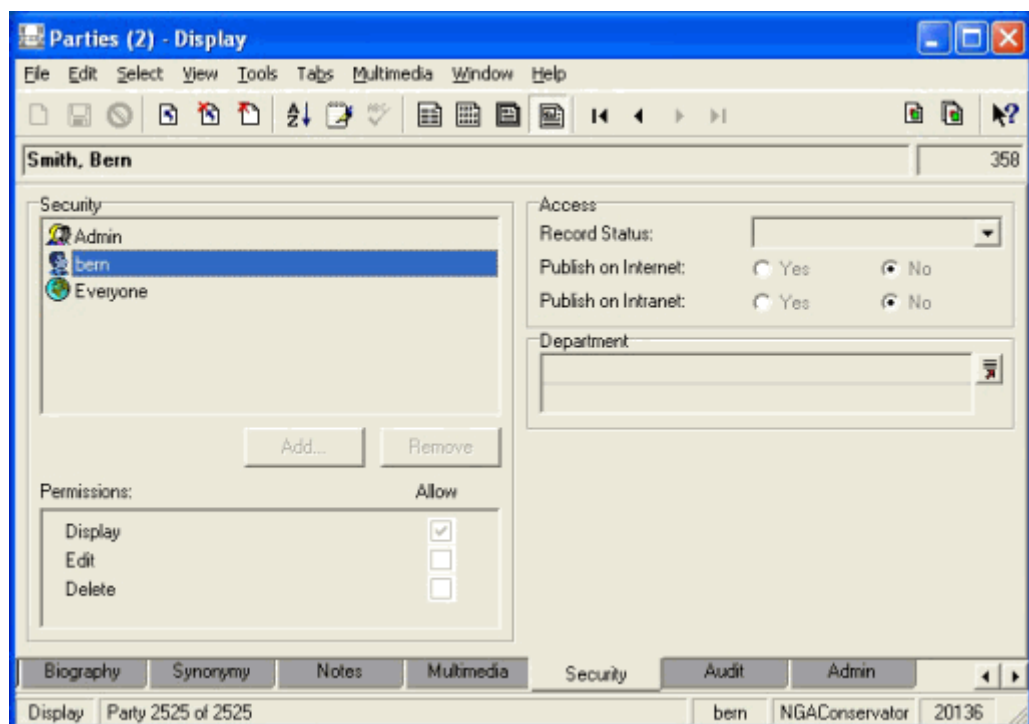 Parties (2) - Display
File Edit Select View Tools Tabs Multimedia Window Help
Smith, Bern 358
Security
Admin
bern
Everyone
Add... Remove
Permissions: Allow
Display
Edit
Delete
Access
Record Status:
Publish on Internet: Yes No
Publish on Intranet: Yes No
Department
Biography Synonymy Notes Multimedia Security Audit Admin
Display Party 2525 of 2525 bern NGAConservator 20136